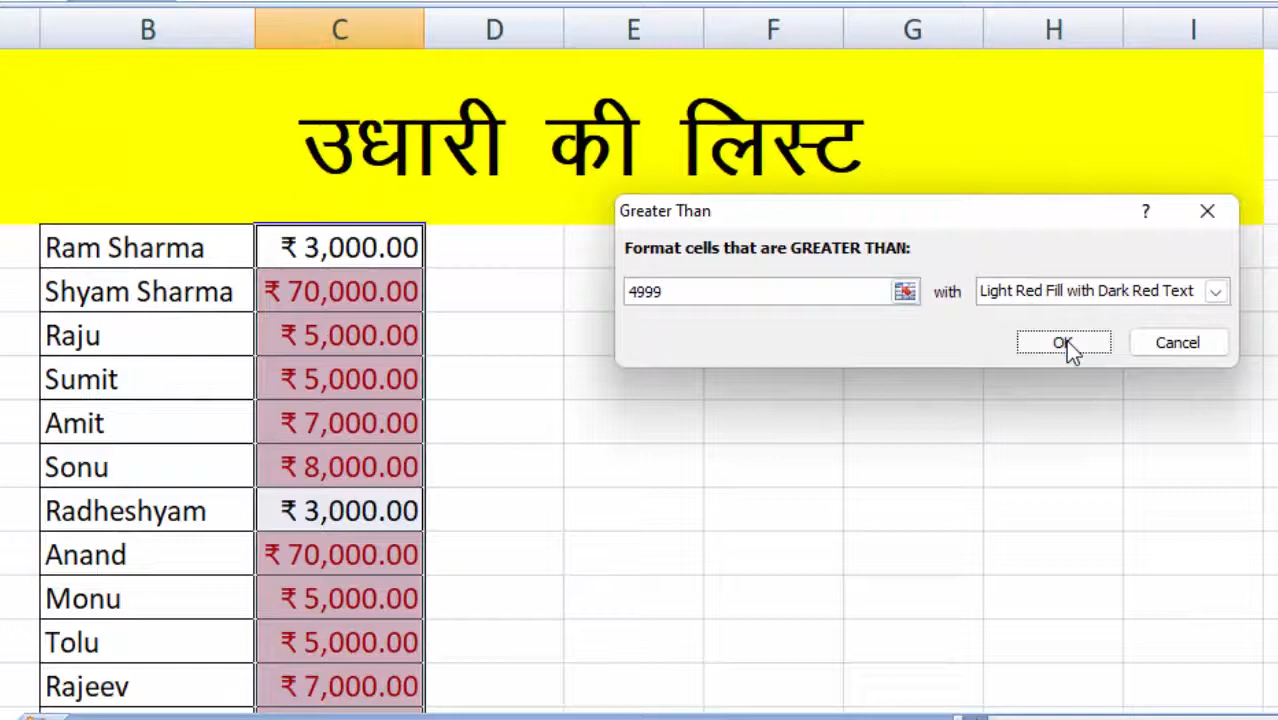 B C D E F G H I
उधारी की लिस्ट
Greater Than ?
Format cells that are GREATER THAN:
4999 with Light Red Fill with Dark Red Text
OK Cancel
Ram Sharma ₹ 3,000.00
Shyam Sharma ₹ 70,000.00
Raju ₹ 5,000.00
Sumit ₹ 5,000.00
Amit ₹ 7,000.00
Sonu ₹ 8,000.00
Radheshyam ₹ 3,000.00
Anand ₹ 70,000.00
Monu ₹ 5,000.00
Tolu ₹ 5,000.00
Rajeev ₹ 7,000.00